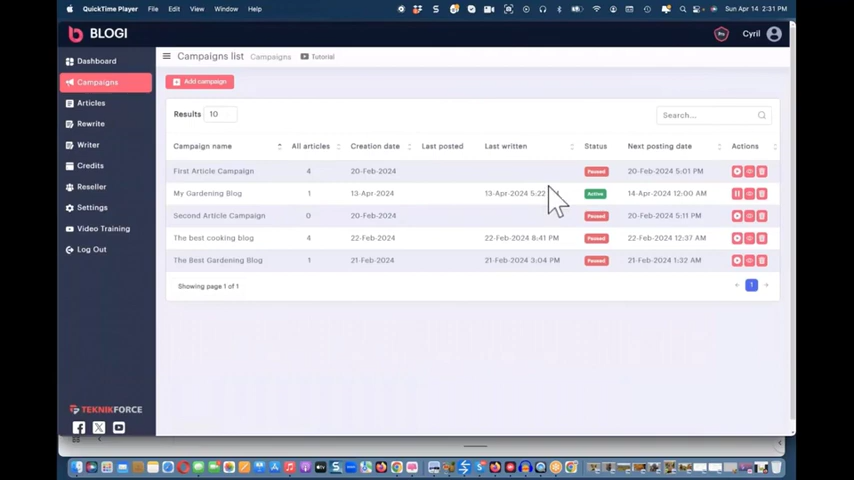 QuickTime Player File Edit View Window Help Sun Apr 14 2:31 PM
BLOGI Pro Cyril
Dashboard
Campaigns
Articles
Rewrite
Writer
Credits
Reseller
Settings
Video Training
Log Out
TEKNIKFORCE
Campaigns list Campaigns Tutorial
Add campaign
Results 10 Search...
Campaign name All articles Creation date Last posted Last written Status Next posting date Actions
First Article Campaign 4 20-Feb-2024 Paused 20-Feb-2024 5:01 PM
My Gardening Blog 1 13-Apr-2024 13-Apr-2024 5:22 Active 14-Apr-2024 12:00 AM
Second Article Campaign 0 20-Feb-2024 Paused 20-Feb-2024 5:11 PM
The best cooking blog 4 22-Feb-2024 22-Feb-2024 8:41 PM Paused 22-Feb-2024 12:37 AM
The Best Gardening Blog 1 21-Feb-2024 21-Feb-2024 3:04 PM Paused 21-Feb-2024 1:32 AM
Showing page 1 of 1 « 1 »